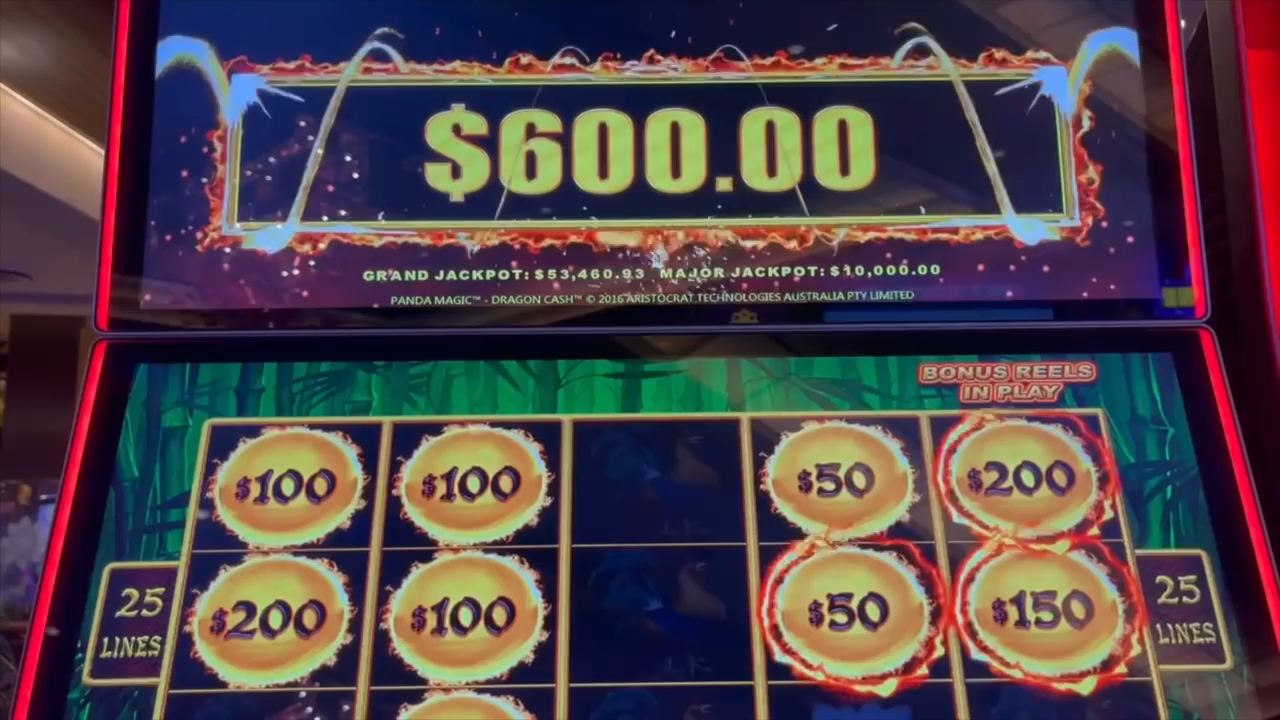 $600.00
GRAND JACKPOT: $53,460.93 MAJOR JACKPOT: $10,000.00
PANDA MAGIC™ - DRAGON CASH™ © 2016 ARISTOCRAT TECHNOLOGIES AUSTRALIA PTY LIMITED
BONUS REELS
IN PLAY
$100 $100 $50 $200
25
LINES
$200 $100 $50 $150
25
LINES